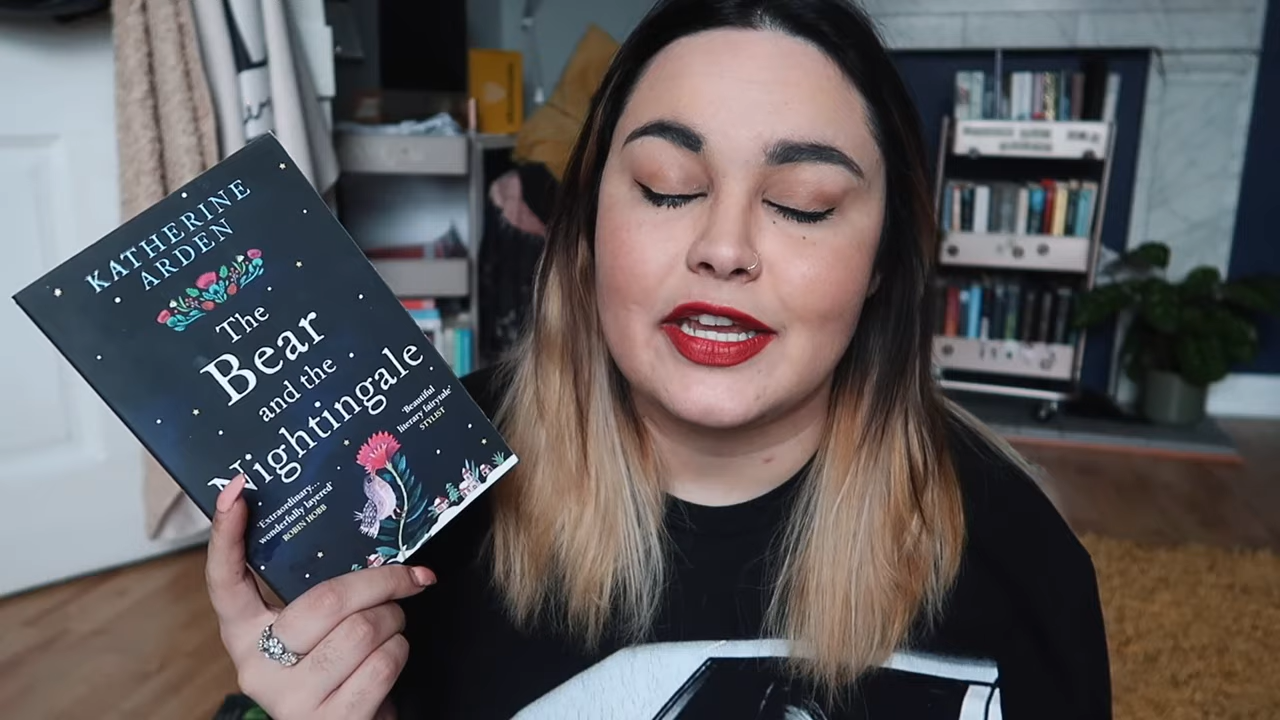 KATHERINE
ARDEN
The
Bear
and the
Nightingale
'Beautiful
literary fairytale'
STYLIST
'Extraordinary...
wonderfully layered'
ROBIN HOBB